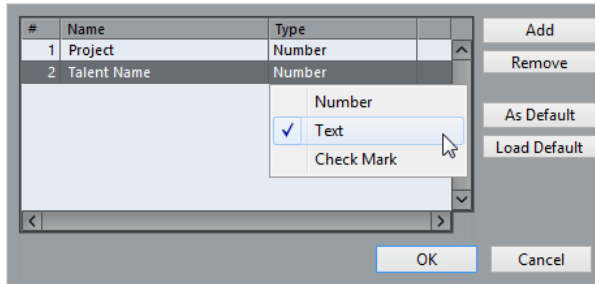 # Name Type
1 Project Number
2 Talent Name Number
Number
Text
Check Mark
Add
Remove
As Default
Load Default
OK Cancel